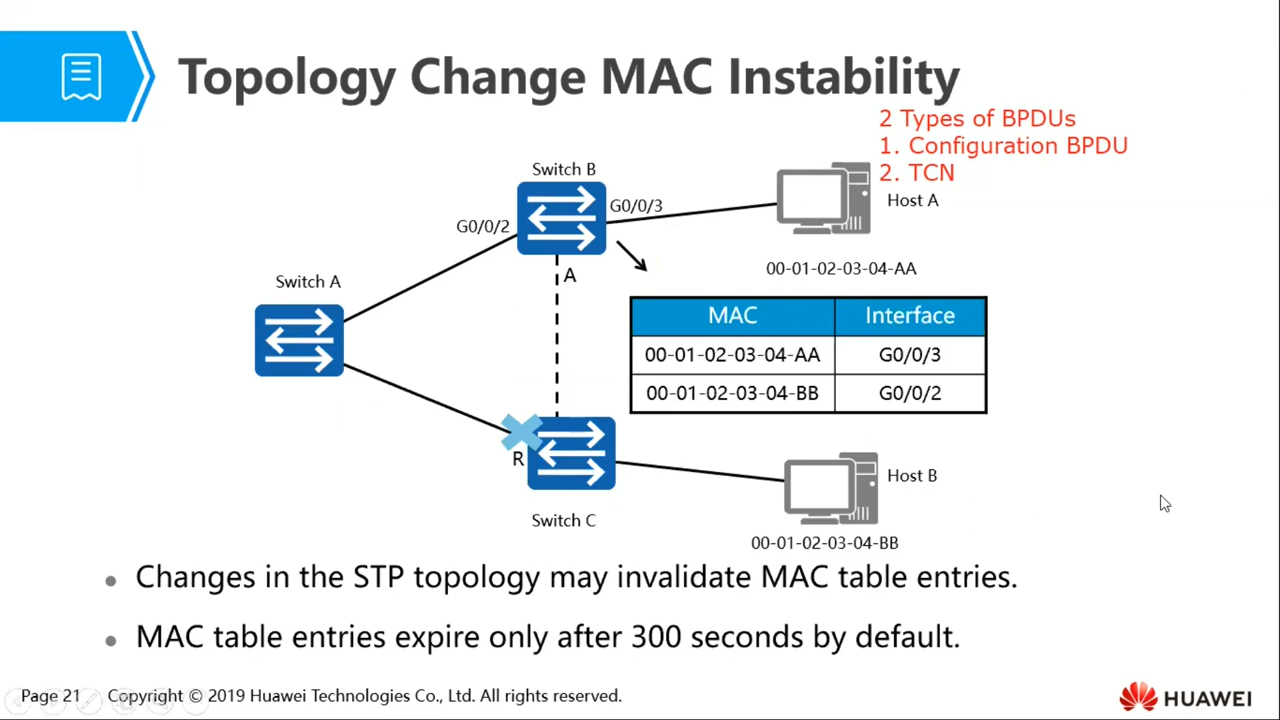 Topology Change MAC Instability
2 Types of BPDUs
1. Configuration BPDU
2. TCN
Switch B
G0/0/3
Host A
G0/0/2
00-01-02-03-04-AA
A
Switch A
MAC Interface
00-01-02-03-04-AA G0/0/3
00-01-02-03-04-BB G0/0/2
R
Host B
Switch C
00-01-02-03-04-BB
• Changes in the STP topology may invalidate MAC table entries.
• MAC table entries expire only after 300 seconds by default.
Page 21 Copyright © 2019 Huawei Technologies Co., Ltd. All rights reserved.
HUAWEI